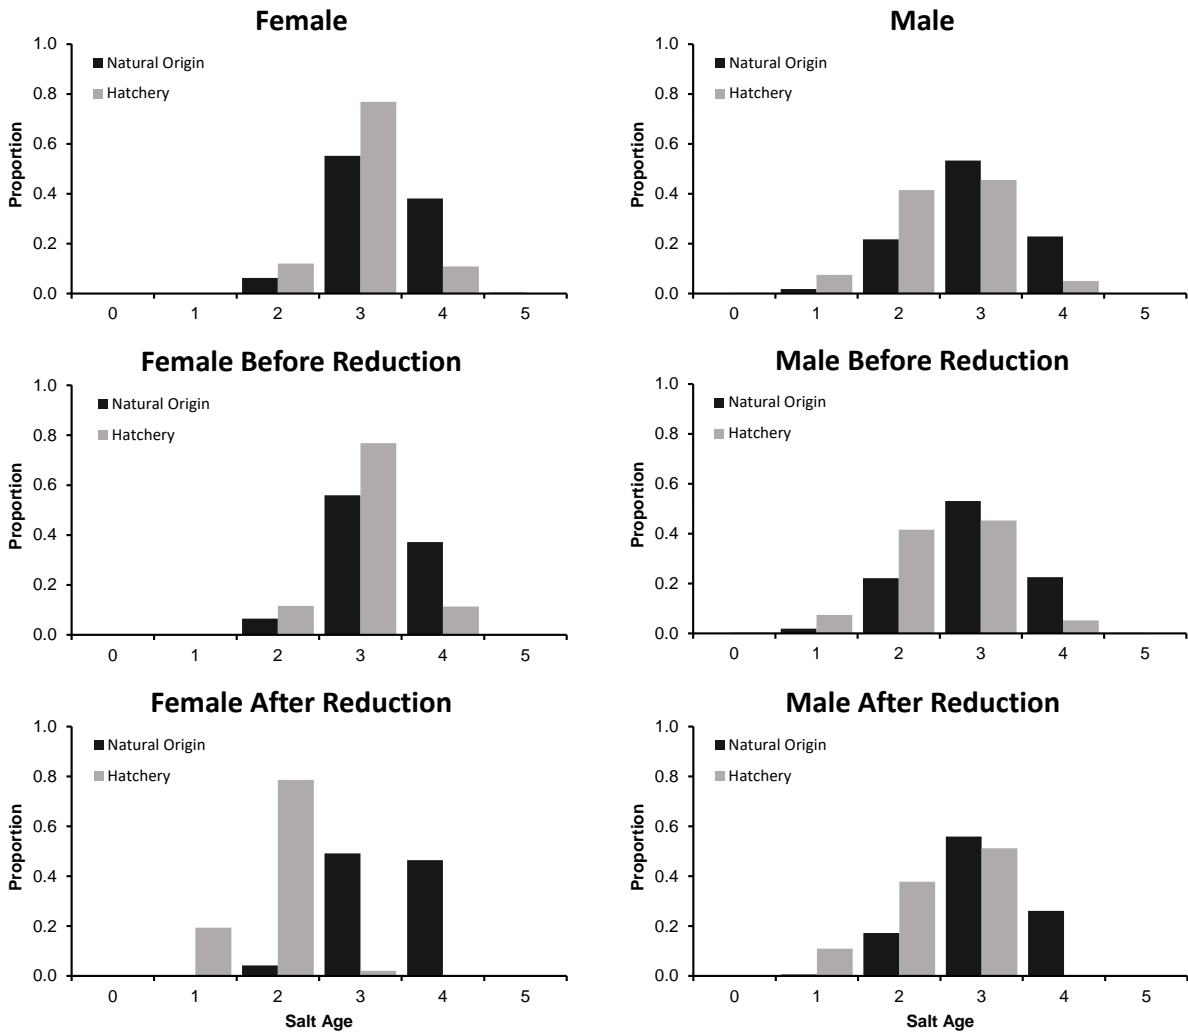 Female
1.0
Natural Origin
0.8
Hatchery
0.6
Proportion
0.4
0.2
0.0
0 1 2 3 4 5
Male
1.0
Natural Origin
0.8
Hatchery
0.6
Proportion
0.4
0.2
0.0
0 1 2 3 4 5
Female Before Reduction
1.0
Natural Origin
0.8
Hatchery
0.6
Proportion
0.4
0.2
0.0
0 1 2 3 4 5
Male Before Reduction
1.0
Natural Origin
0.8
Hatchery
0.6
Proportion
0.4
0.2
0.0
0 1 2 3 4 5
Female After Reduction
1.0
Natural Origin
0.8
Hatchery
0.6
Proportion
0.4
0.2
0.0
0 1 2 3 4 5
Salt Age
Male After Reduction
1.0
Natural Origin
0.8
Hatchery
0.6
Proportion
0.4
0.2
0.0
0 1 2 3 4 5
Salt Age